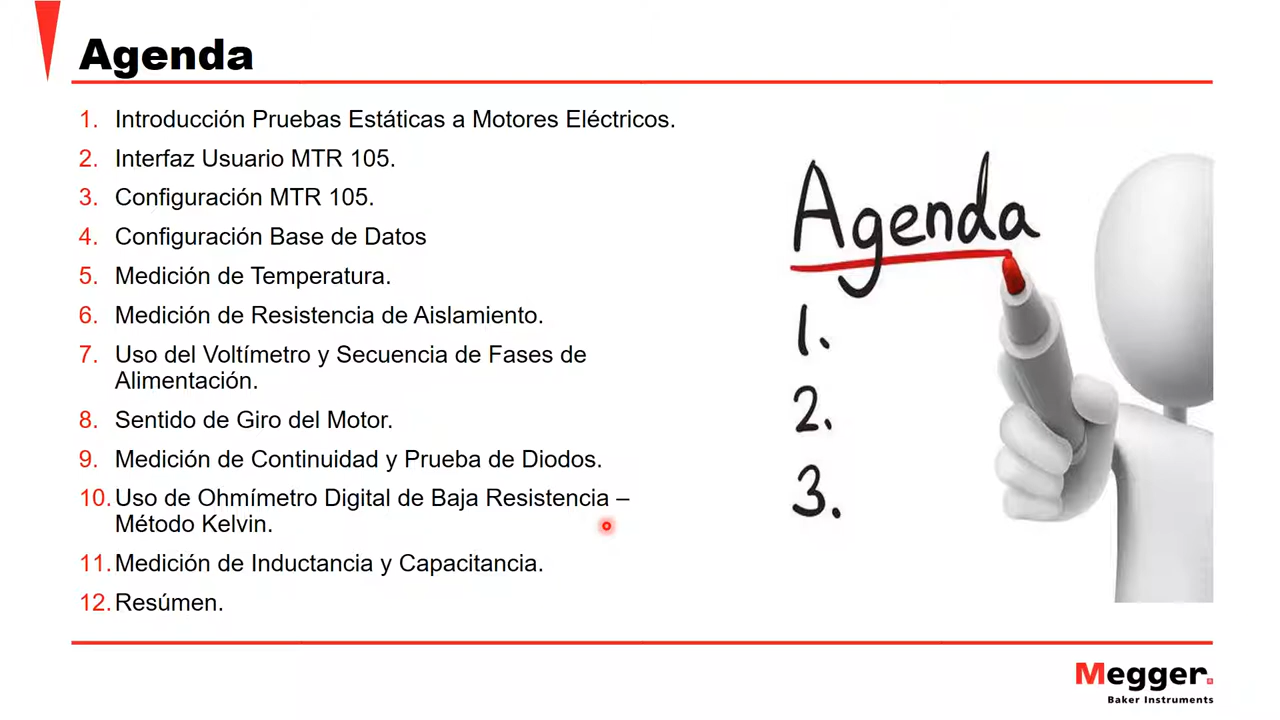 Agenda
1. Introducción Pruebas Estáticas a Motores Eléctricos.
2. Interfaz Usuario MTR 105.
3. Configuración MTR 105.
4. Configuración Base de Datos
5. Medición de Temperatura.
6. Medición de Resistencia de Aislamiento.
7. Uso del Voltímetro y Secuencia de Fases de
Alimentación.
8. Sentido de Giro del Motor.
9. Medición de Continuidad y Prueba de Diodos.
10. Uso de Ohmímetro Digital de Baja Resistencia –
Método Kelvin.
11. Medición de Inductancia y Capacitancia.
12. Resúmen.
Agenda
1.
2.
3.
Megger.
Baker Instruments